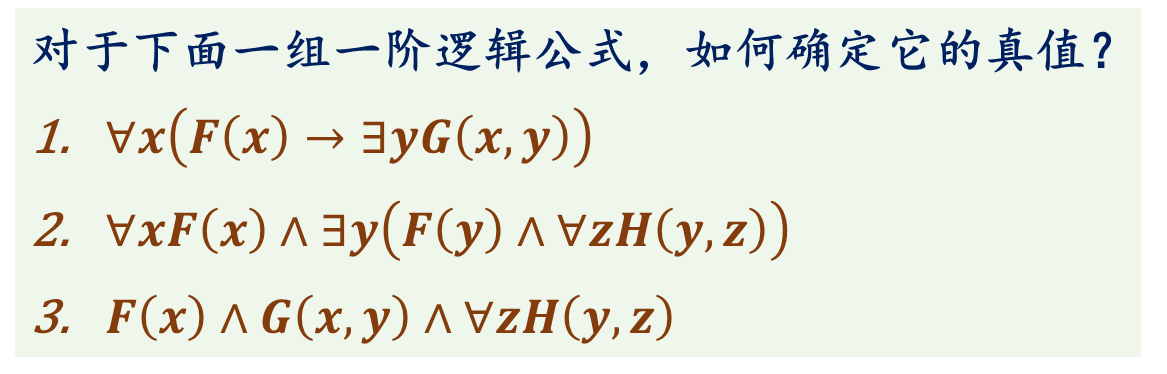 对于下面一组一阶逻辑公式，如何确定它的真值？
1. ∀x(F(x) → ∃yG(x, y))
2. ∀xF(x) ∧ ∃y(F(y) ∧ ∀zH(y, z))
3. F(x) ∧ G(x, y) ∧ ∀zH(y, z)